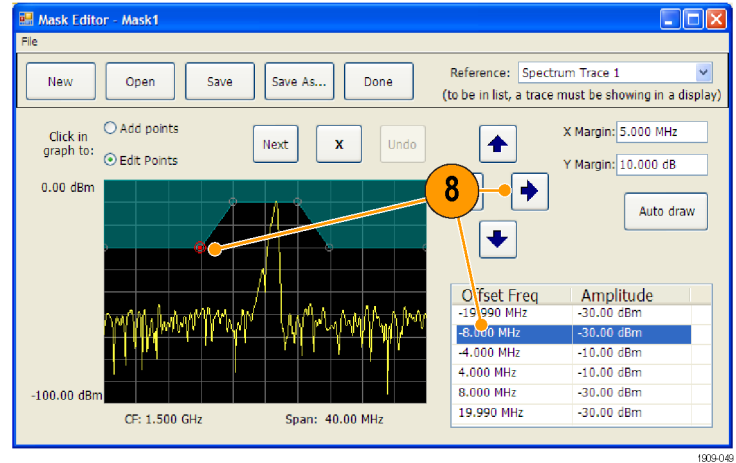 Mask Editor - Mask1
File
New Open Save Save As... Done
Reference: Spectrum Trace 1
(to be in list, a trace must be showing in a display)
Click in graph to:
Add points
Edit Points
Next X Undo
X Margin: 5.000 MHz
Y Margin: 10.000 dB
Auto draw
8
0.00 dBm
-100.00 dBm
CF: 1.500 GHz Span: 40.00 MHz
Offset Freq Amplitude
-19.990 MHz -30.00 dBm
-8.000 MHz -30.00 dBm
-4.000 MHz -10.00 dBm
4.000 MHz -10.00 dBm
8.000 MHz -30.00 dBm
19.990 MHz -30.00 dBm
1909-049